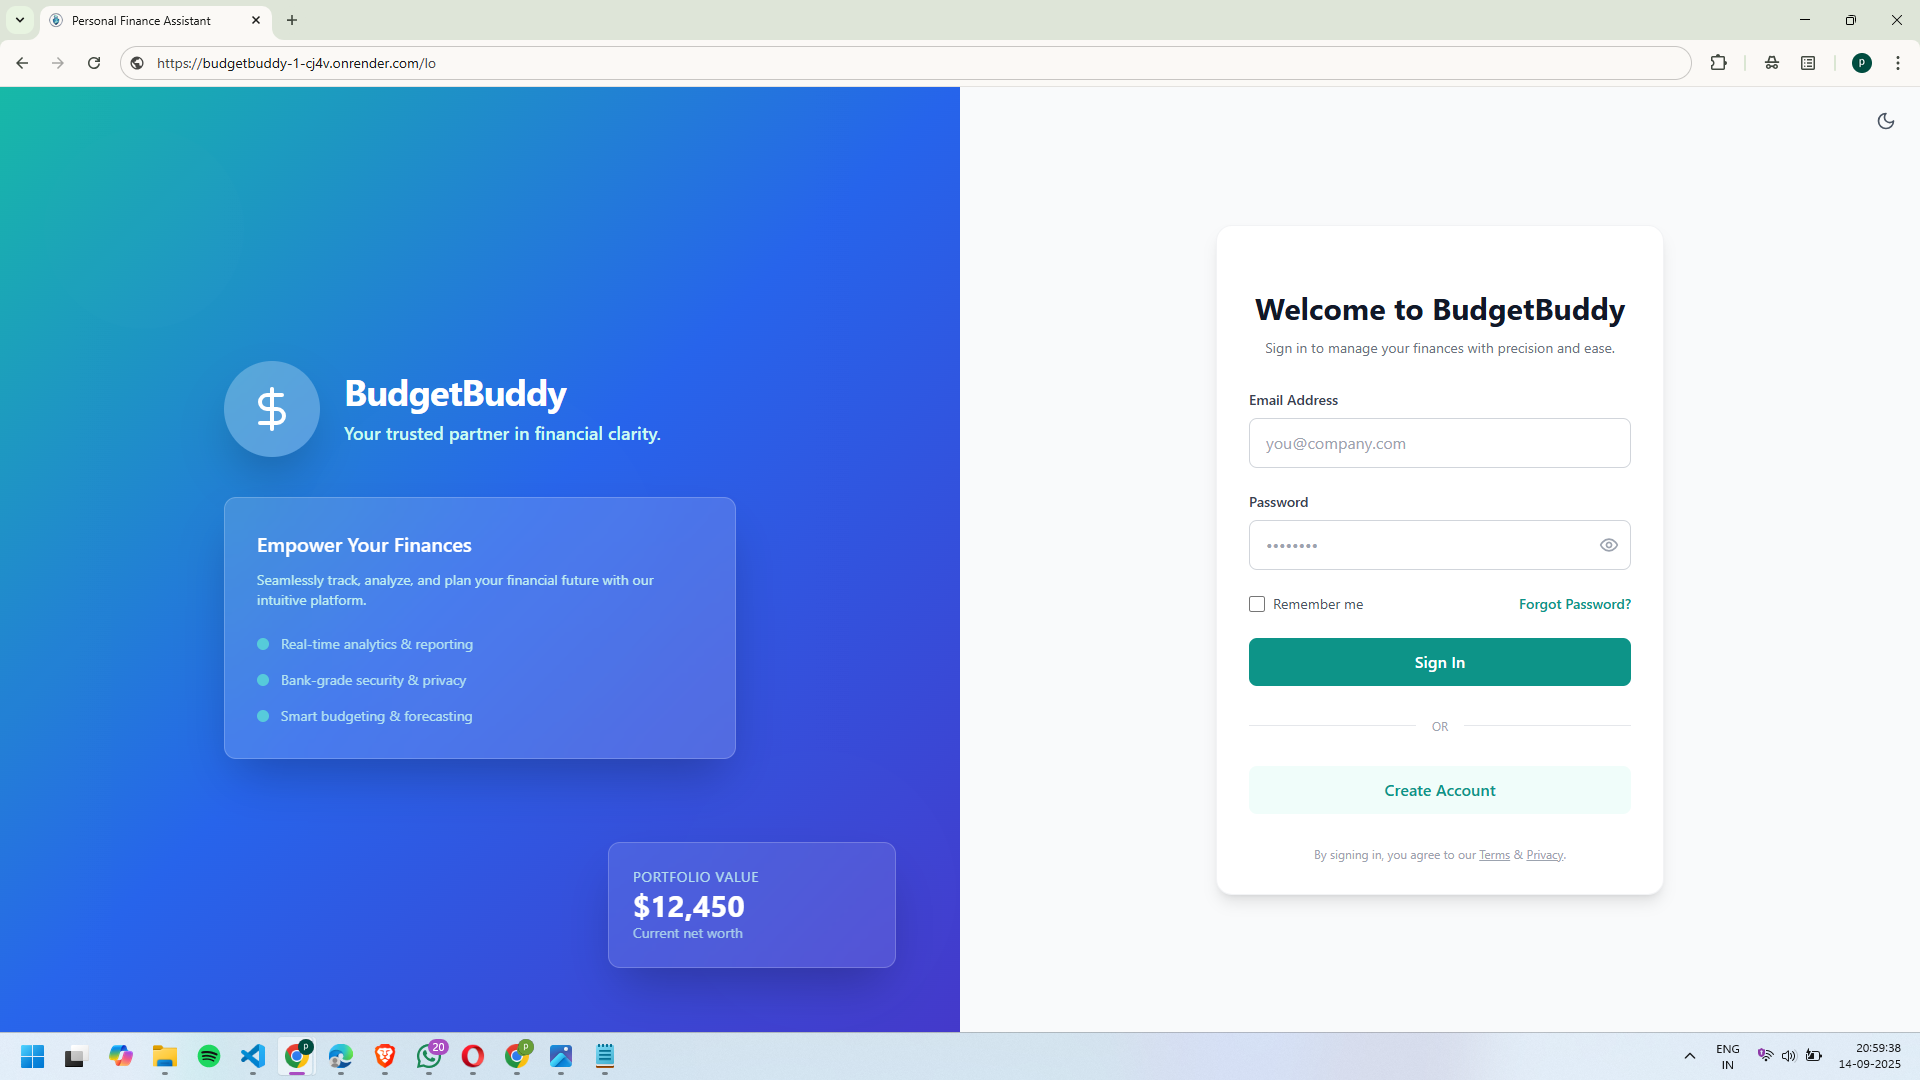 Personal Finance Assistant
https://budgetbuddy-1-cj4v.onrender.com/lo
P
$
BudgetBuddy
Your trusted partner in financial clarity.
Empower Your Finances
Seamlessly track, analyze, and plan your financial future with our
intuitive platform.
Real-time analytics & reporting
Bank-grade security & privacy
Smart budgeting & forecasting
PORTFOLIO VALUE
$12,450
Current net worth
Welcome to BudgetBuddy
Sign in to manage your finances with precision and ease.
Email Address
you@company.com
Password
••••••••
Remember me
Forgot Password?
Sign In
OR
Create Account
By signing in, you agree to our Terms & Privacy.
P
20
P
ENG
IN
20:59:38
14-09-2025